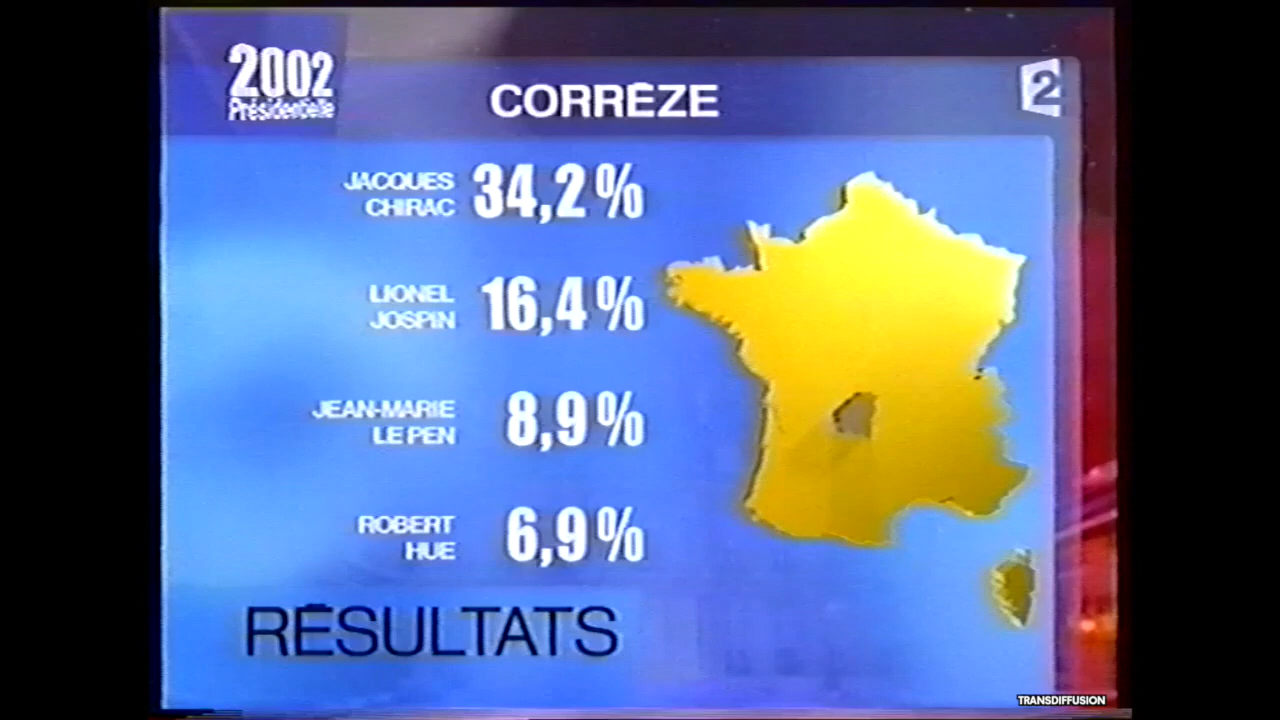 2002
Présidentielle
CORRÈZE
2
JACQUES
CHIRAC
34,2%
LIONEL
JOSPIN
16,4%
JEAN-MARIE
LE PEN
8,9%
ROBERT
HUE
6,9%
RÉSULTATS
TRANSDIFFUSION